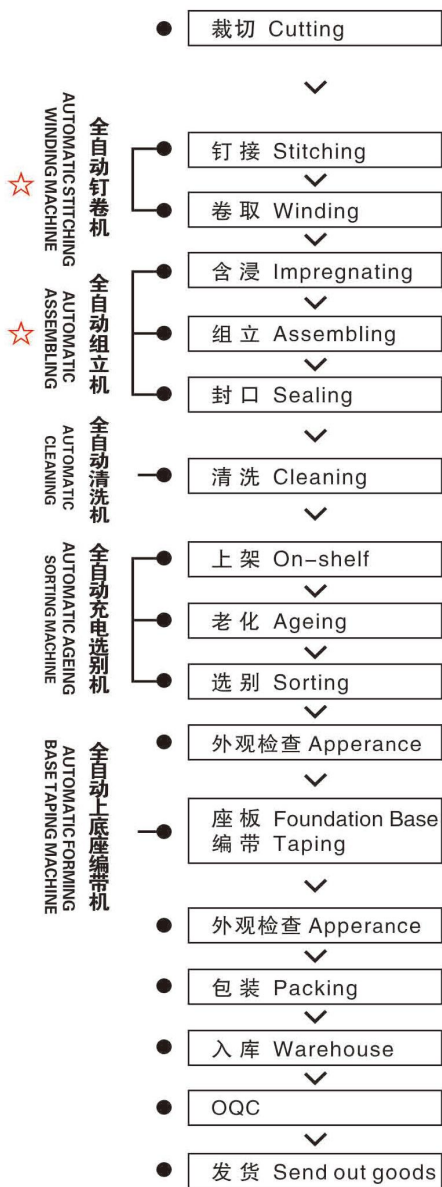 裁切 Cutting
全自动钉卷机
AUTOMATIC STITCHING
WINDING MACHINE
钉接 Stitching
卷取 Winding
全自动组立机
AUTOMATIC
ASSEMBLING
含浸 Impregnating
组立 Assembling
封口 Sealing
全自动清洗机
AUTOMATIC
CLEANING
清洗 Cleaning
全自动充电选别机
AUTOMATIC AGEING
SORTING MACHINE
上架 On-shelf
老化 Ageing
选别 Sorting
外观检查 Apperance
全自动上底座编带机
AUTOMATIC FORMING
BASE TAPING MACHINE
座板 Foundation Base
编带 Taping
外观检查 Apperance
包装 Packing
入库 Warehouse
OQC
发货 Send out goods